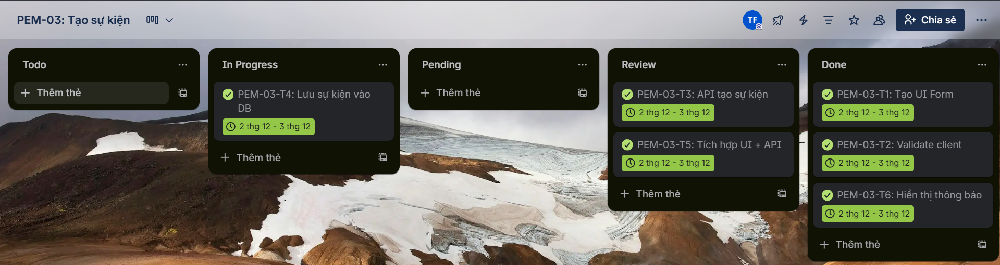 PEM-03: Tạo sự kiện
TF
Chia sẻ
Todo
Thêm thẻ
In Progress
PEM-03-T4: Lưu sự kiện vào
DB
2 thg 12 - 3 thg 12
Thêm thẻ
Pending
Thêm thẻ
Review
PEM-03-T3: API tạo sự kiện
2 thg 12 - 3 thg 12
PEM-03-T5: Tích hợp UI + API
2 thg 12 - 3 thg 12
Thêm thẻ
Done
PEM-03-T1: Tạo UI Form
2 thg 12 - 3 thg 12
PEM-03-T2: Validate client
2 thg 12 - 3 thg 12
PEM-03-T6: Hiển thị thông báo
2 thg 12 - 3 thg 12
Thêm thẻ